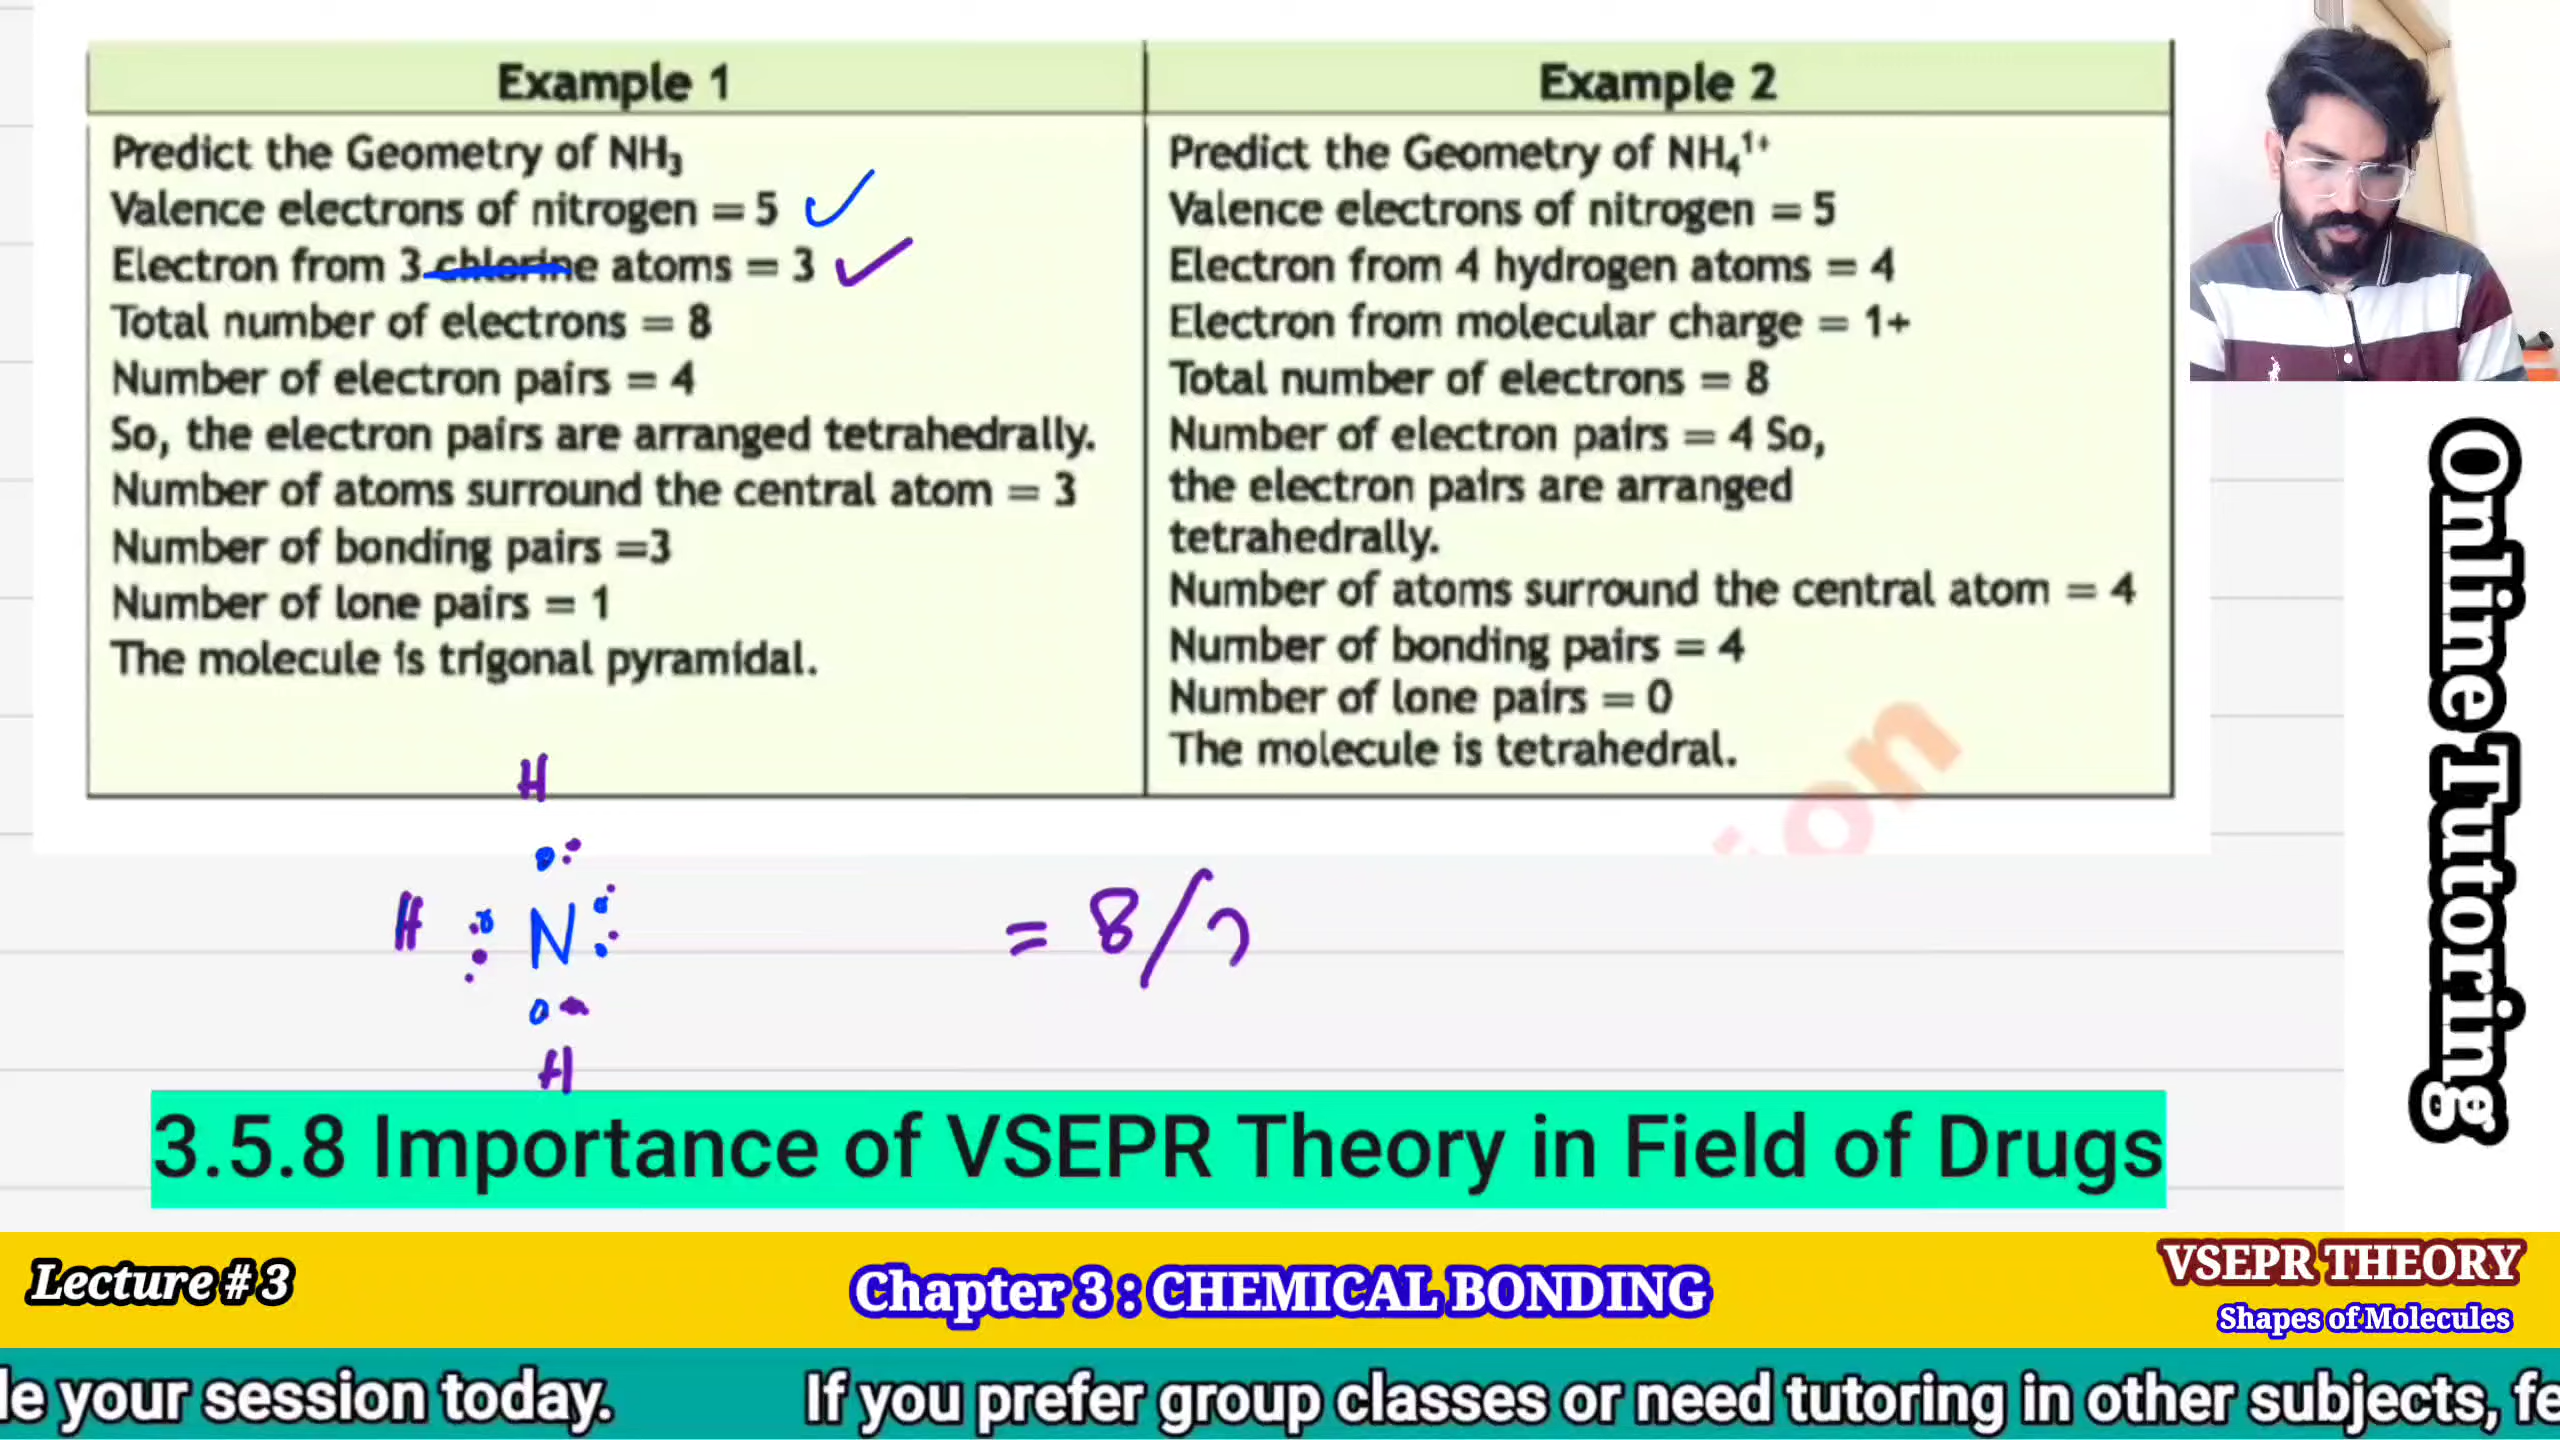 Example 1
Predict the Geometry of NH₃
Valence electrons of nitrogen = 5
Electron from 3 chlorine atoms = 3
Total number of electrons = 8
Number of electron pairs = 4
So, the electron pairs are arranged tetrahedrally.
Number of atoms surround the central atom = 3
Number of bonding pairs =3
Number of lone pairs = 1
The molecule is trigonal pyramidal.
Example 2
Predict the Geometry of NH₄¹⁺
Valence electrons of nitrogen = 5
Electron from 4 hydrogen atoms = 4
Electron from molecular charge = 1+
Total number of electrons = 8
Number of electron pairs = 4 So,
the electron pairs are arranged
tetrahedrally.
Number of atoms surround the central atom = 4
Number of bonding pairs = 4
Number of lone pairs = 0
The molecule is tetrahedral.
ion
H
H N
H
= 8/
3.5.8 Importance of VSEPR Theory in Field of Drugs
Online Tutoring
Lecture # 3
Chapter 3 : CHEMICAL BONDING
VSEPR THEORY
Shapes of Molecules
le your session today. If you prefer group classes or need tutoring in other subjects, fe